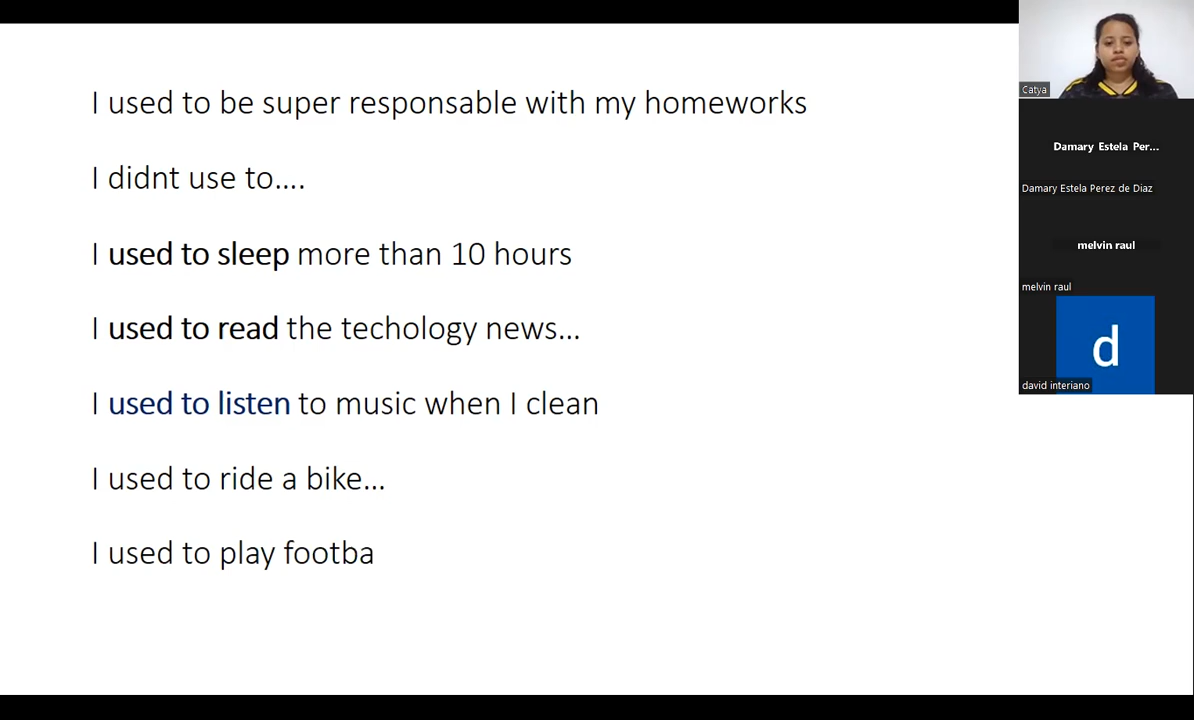 I used to be super responsable with my homeworks
I didnt use to....
I used to sleep more than 10 hours
I used to read the techology news...
I used to listen to music when I clean
I used to ride a bike...
I used to play footba
Catya
Damary Estela Per...
Damary Estela Perez de Diaz
melvin raul
melvin raul
d
david interiano